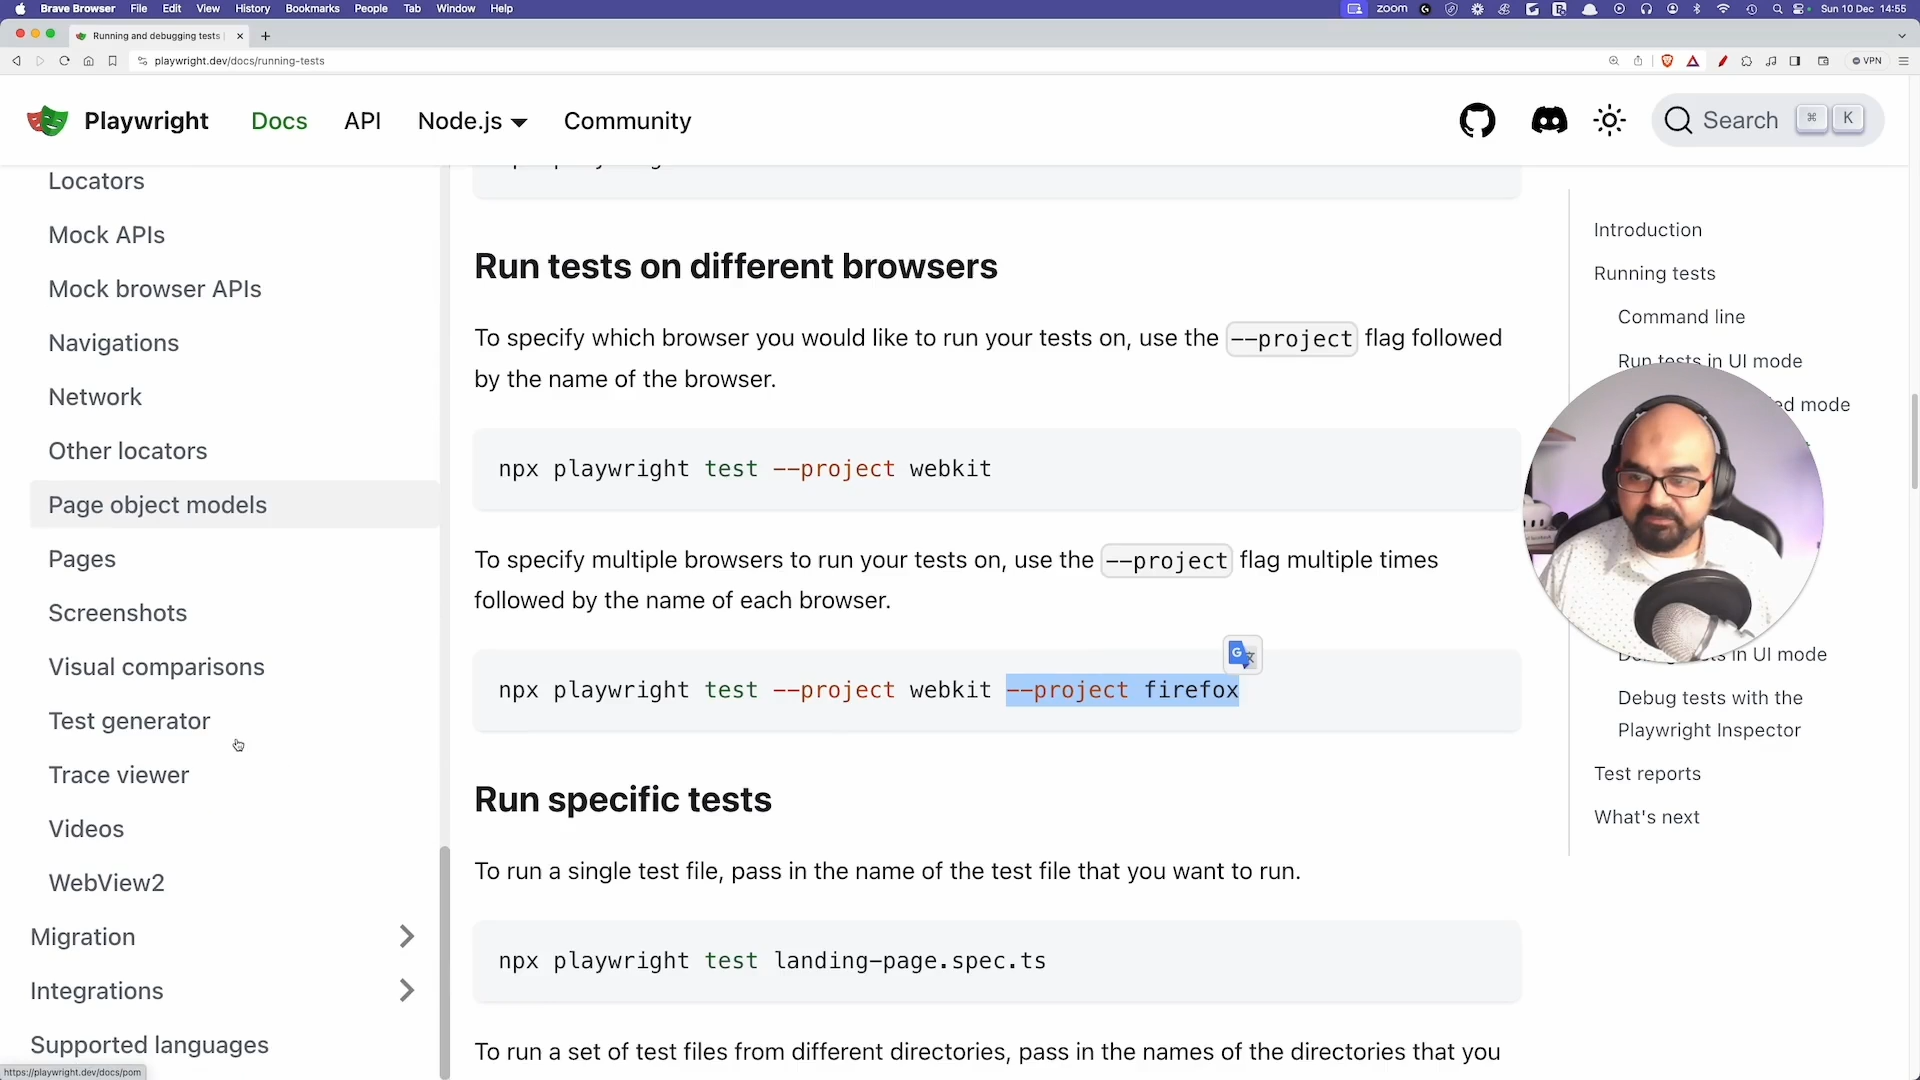 Brave Browser File Edit View History Bookmarks People Tab Window Help
zoom
Sun 10 Dec 14:55
Running and debugging tests
playwright.dev/docs/running-tests
VPN
Playwright
Docs
API
Node.js
Community
Search
⌘ K
Locators
Mock APIs
Mock browser APIs
Navigations
Network
Other locators
Page object models
Pages
Screenshots
Visual comparisons
Test generator
Trace viewer
Videos
WebView2
Migration
Integrations
Supported languages
https://playwright.dev/docs/pom
Run tests on different browsers
To specify which browser you would like to run your tests on, use the --project flag followed
by the name of the browser.
npx playwright test --project webkit
To specify multiple browsers to run your tests on, use the --project flag multiple times
followed by the name of each browser.
npx playwright test --project webkit --project firefox
Run specific tests
To run a single test file, pass in the name of the test file that you want to run.
npx playwright test landing-page.spec.ts
To run a set of test files from different directories, pass in the names of the directories that you
Introduction
Running tests
Command line
Run tests in UI mode
mode
in UI mode
Debug tests with the
Playwright Inspector
Test reports
What's next